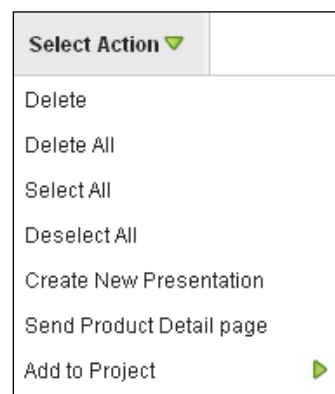 Select Action
Delete
Delete All
Select All
Deselect All
Create New Presentation
Send Product Detail page
Add to Project